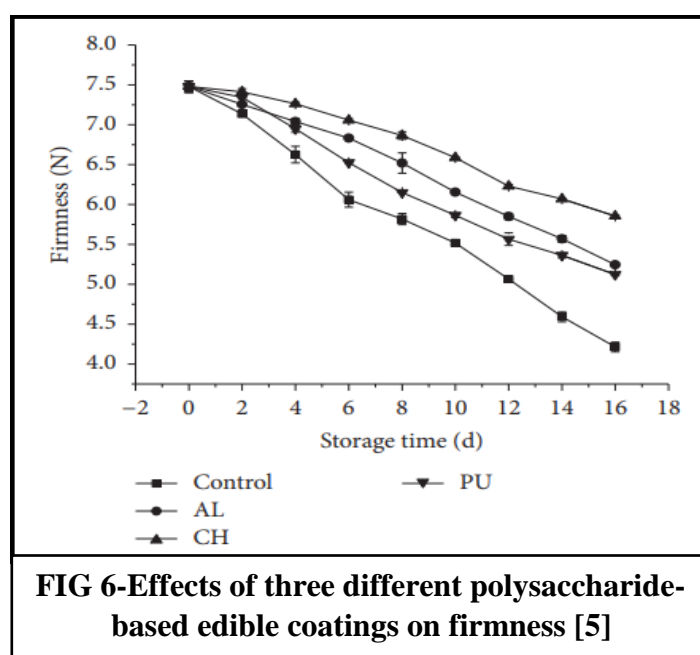 8.0
7.5
7.0
6.5
6.0
5.5
5.0
4.5
4.0
Firmness (N)
−2 0 2 4 6 8 10 12 14 16 18
Storage time (d)
Control PU
AL
CH
FIG 6-Effects of three different polysaccharide-
based edible coatings on firmness [5]